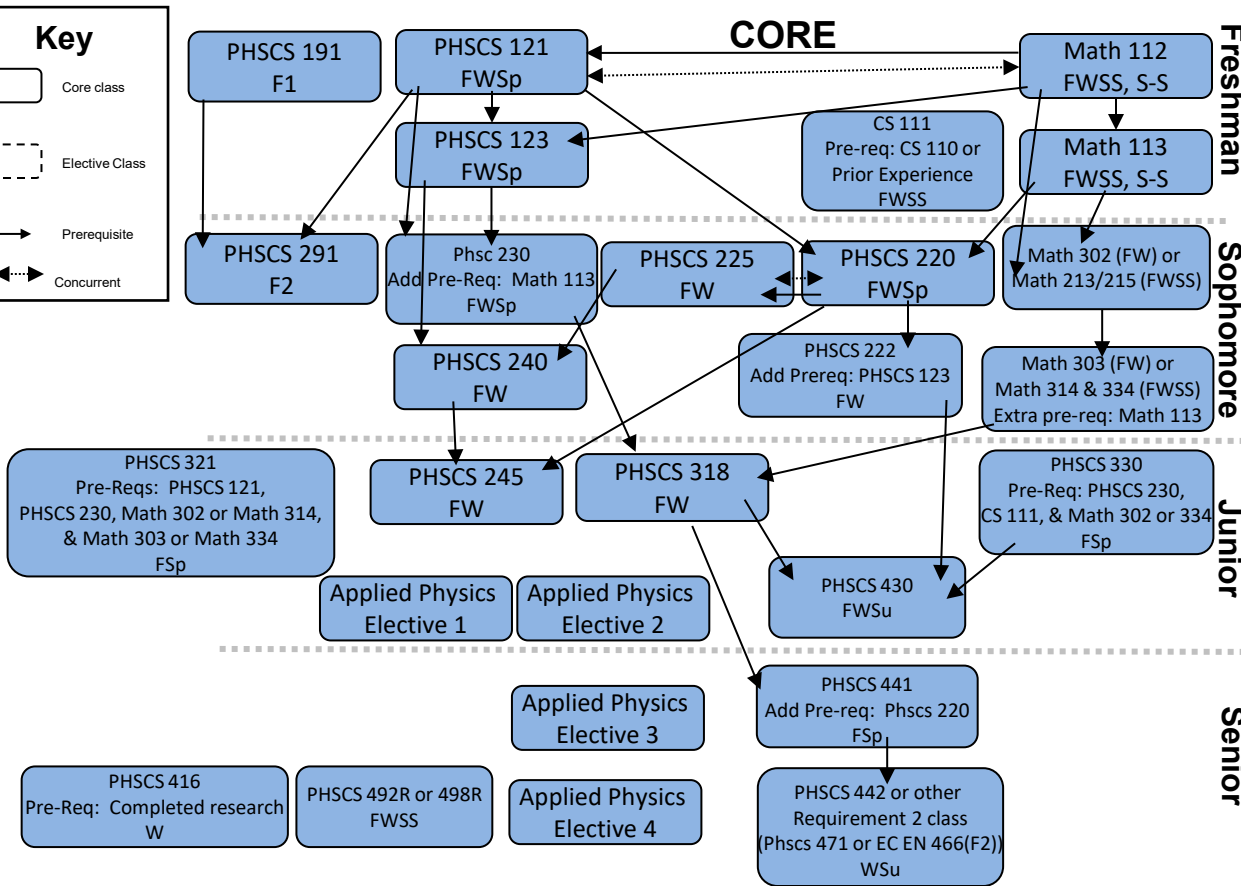 Key
Core class
Elective Class
Prerequisite
Concurrent
CORE
Freshman
PHSCS 191
F1
PHSCS 121
FWSp
Math 112
FWSS, S-S
PHSCS 123
FWSp
CS 111
Pre-req: CS 110 or
Prior Experience
FWSS
Math 113
FWSS, S-S
Sophomore
PHSCS 291
F2
Phsc 230
Add Pre-Req: Math 113
FWSp
PHSCS 225
FW
PHSCS 220
FWSp
Math 302 (FW) or
Math 213/215 (FWSS)
PHSCS 240
FW
PHSCS 222
Add Prereq: PHSCS 123
FW
Math 303 (FW) or
Math 314 & 334 (FWSS)
Extra pre-req: Math 113
Junior
PHSCS 321
Pre-Reqs: PHSCS 121,
PHSCS 230, Math 302 or Math 314,
& Math 303 or Math 334
FSp
PHSCS 245
FW
PHSCS 318
FW
PHSCS 330
Pre-Req: PHSCS 230,
CS 111, & Math 302 or 334
FSp
Applied Physics
Elective 1
Applied Physics
Elective 2
PHSCS 430
FWSu
Senior
Applied Physics
Elective 3
PHSCS 441
Add Pre-req: Phscs 220
FSp
PHSCS 416
Pre-Req: Completed research
W
PHSCS 492R or 498R
FWSS
Applied Physics
Elective 4
PHSCS 442 or other
Requirement 2 class
(Phscs 471 or EC EN 466(F2))
WSu